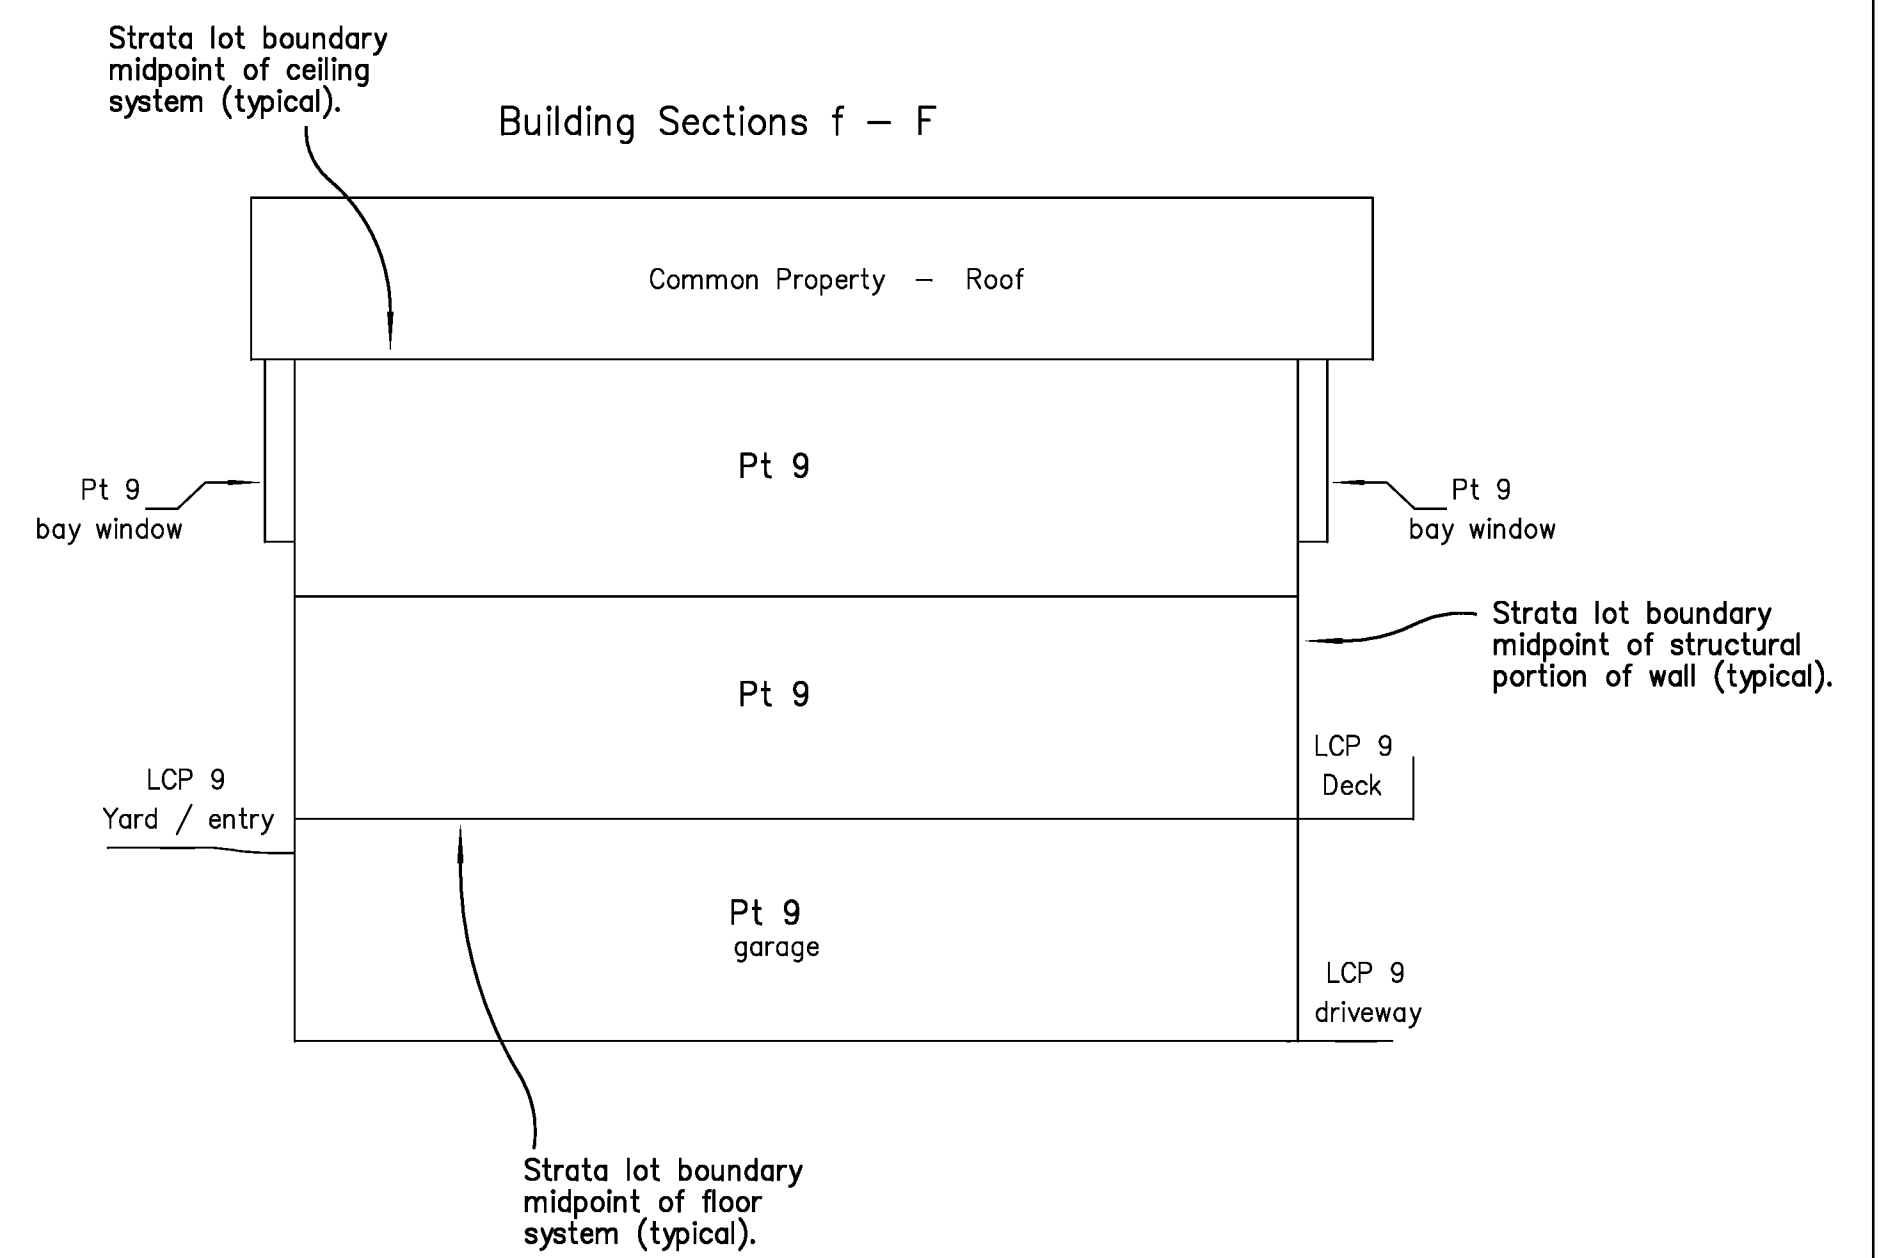 Strata lot boundary
midpoint of ceiling
system (typical).
Building Sections f – F
Common Property – Roof
Pt 9
Pt 9
bay window
Pt 9
bay window
Strata lot boundary
midpoint of structural
portion of wall (typical).
Pt 9
LCP 9
Deck
LCP 9
Yard / entry
Pt 9
garage
LCP 9
driveway
Strata lot boundary
midpoint of floor
system (typical).